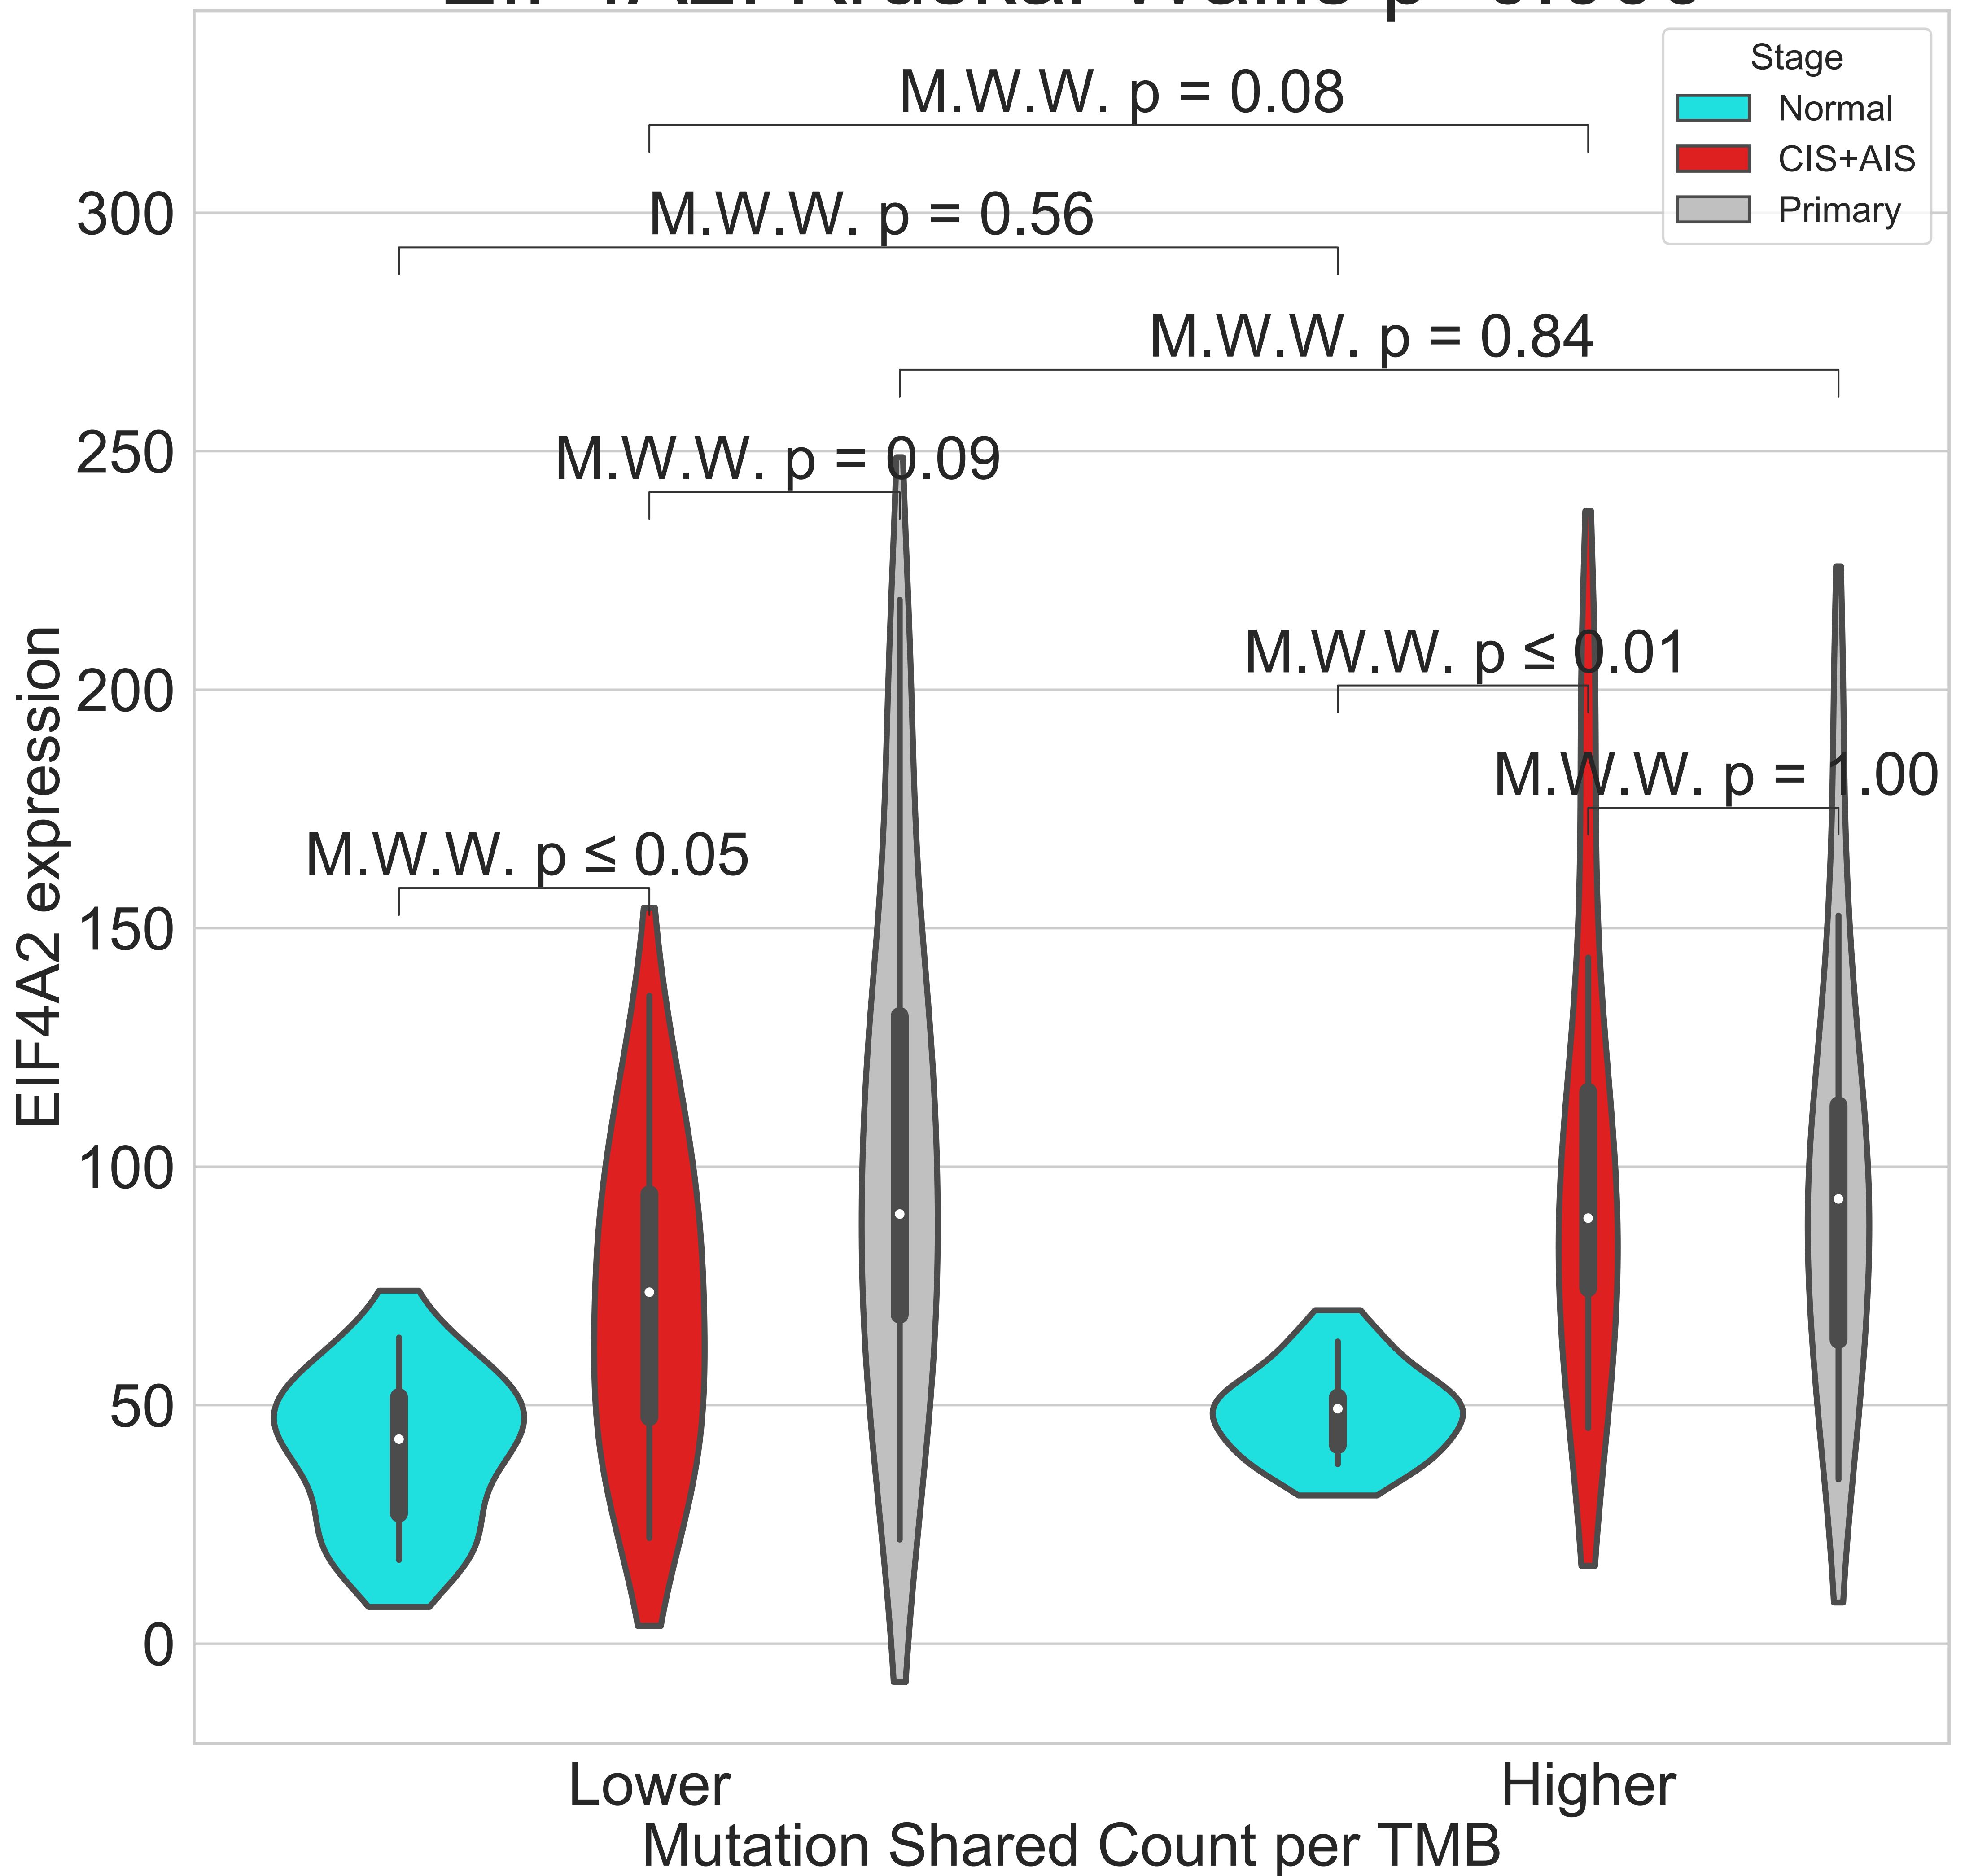 Stage
Normal
CIS+AIS
Primary
M.W.W. p = 0.08
M.W.W. p = 0.56
M.W.W. p = 0.84
M.W.W. p = 0.09
M.W.W. p ≤ 0.01
M.W.W. p = 1.00
M.W.W. p ≤ 0.05
EIF4A2 expression
300
250
200
150
100
50
0
Lower
Higher
Mutation Shared Count per TMB